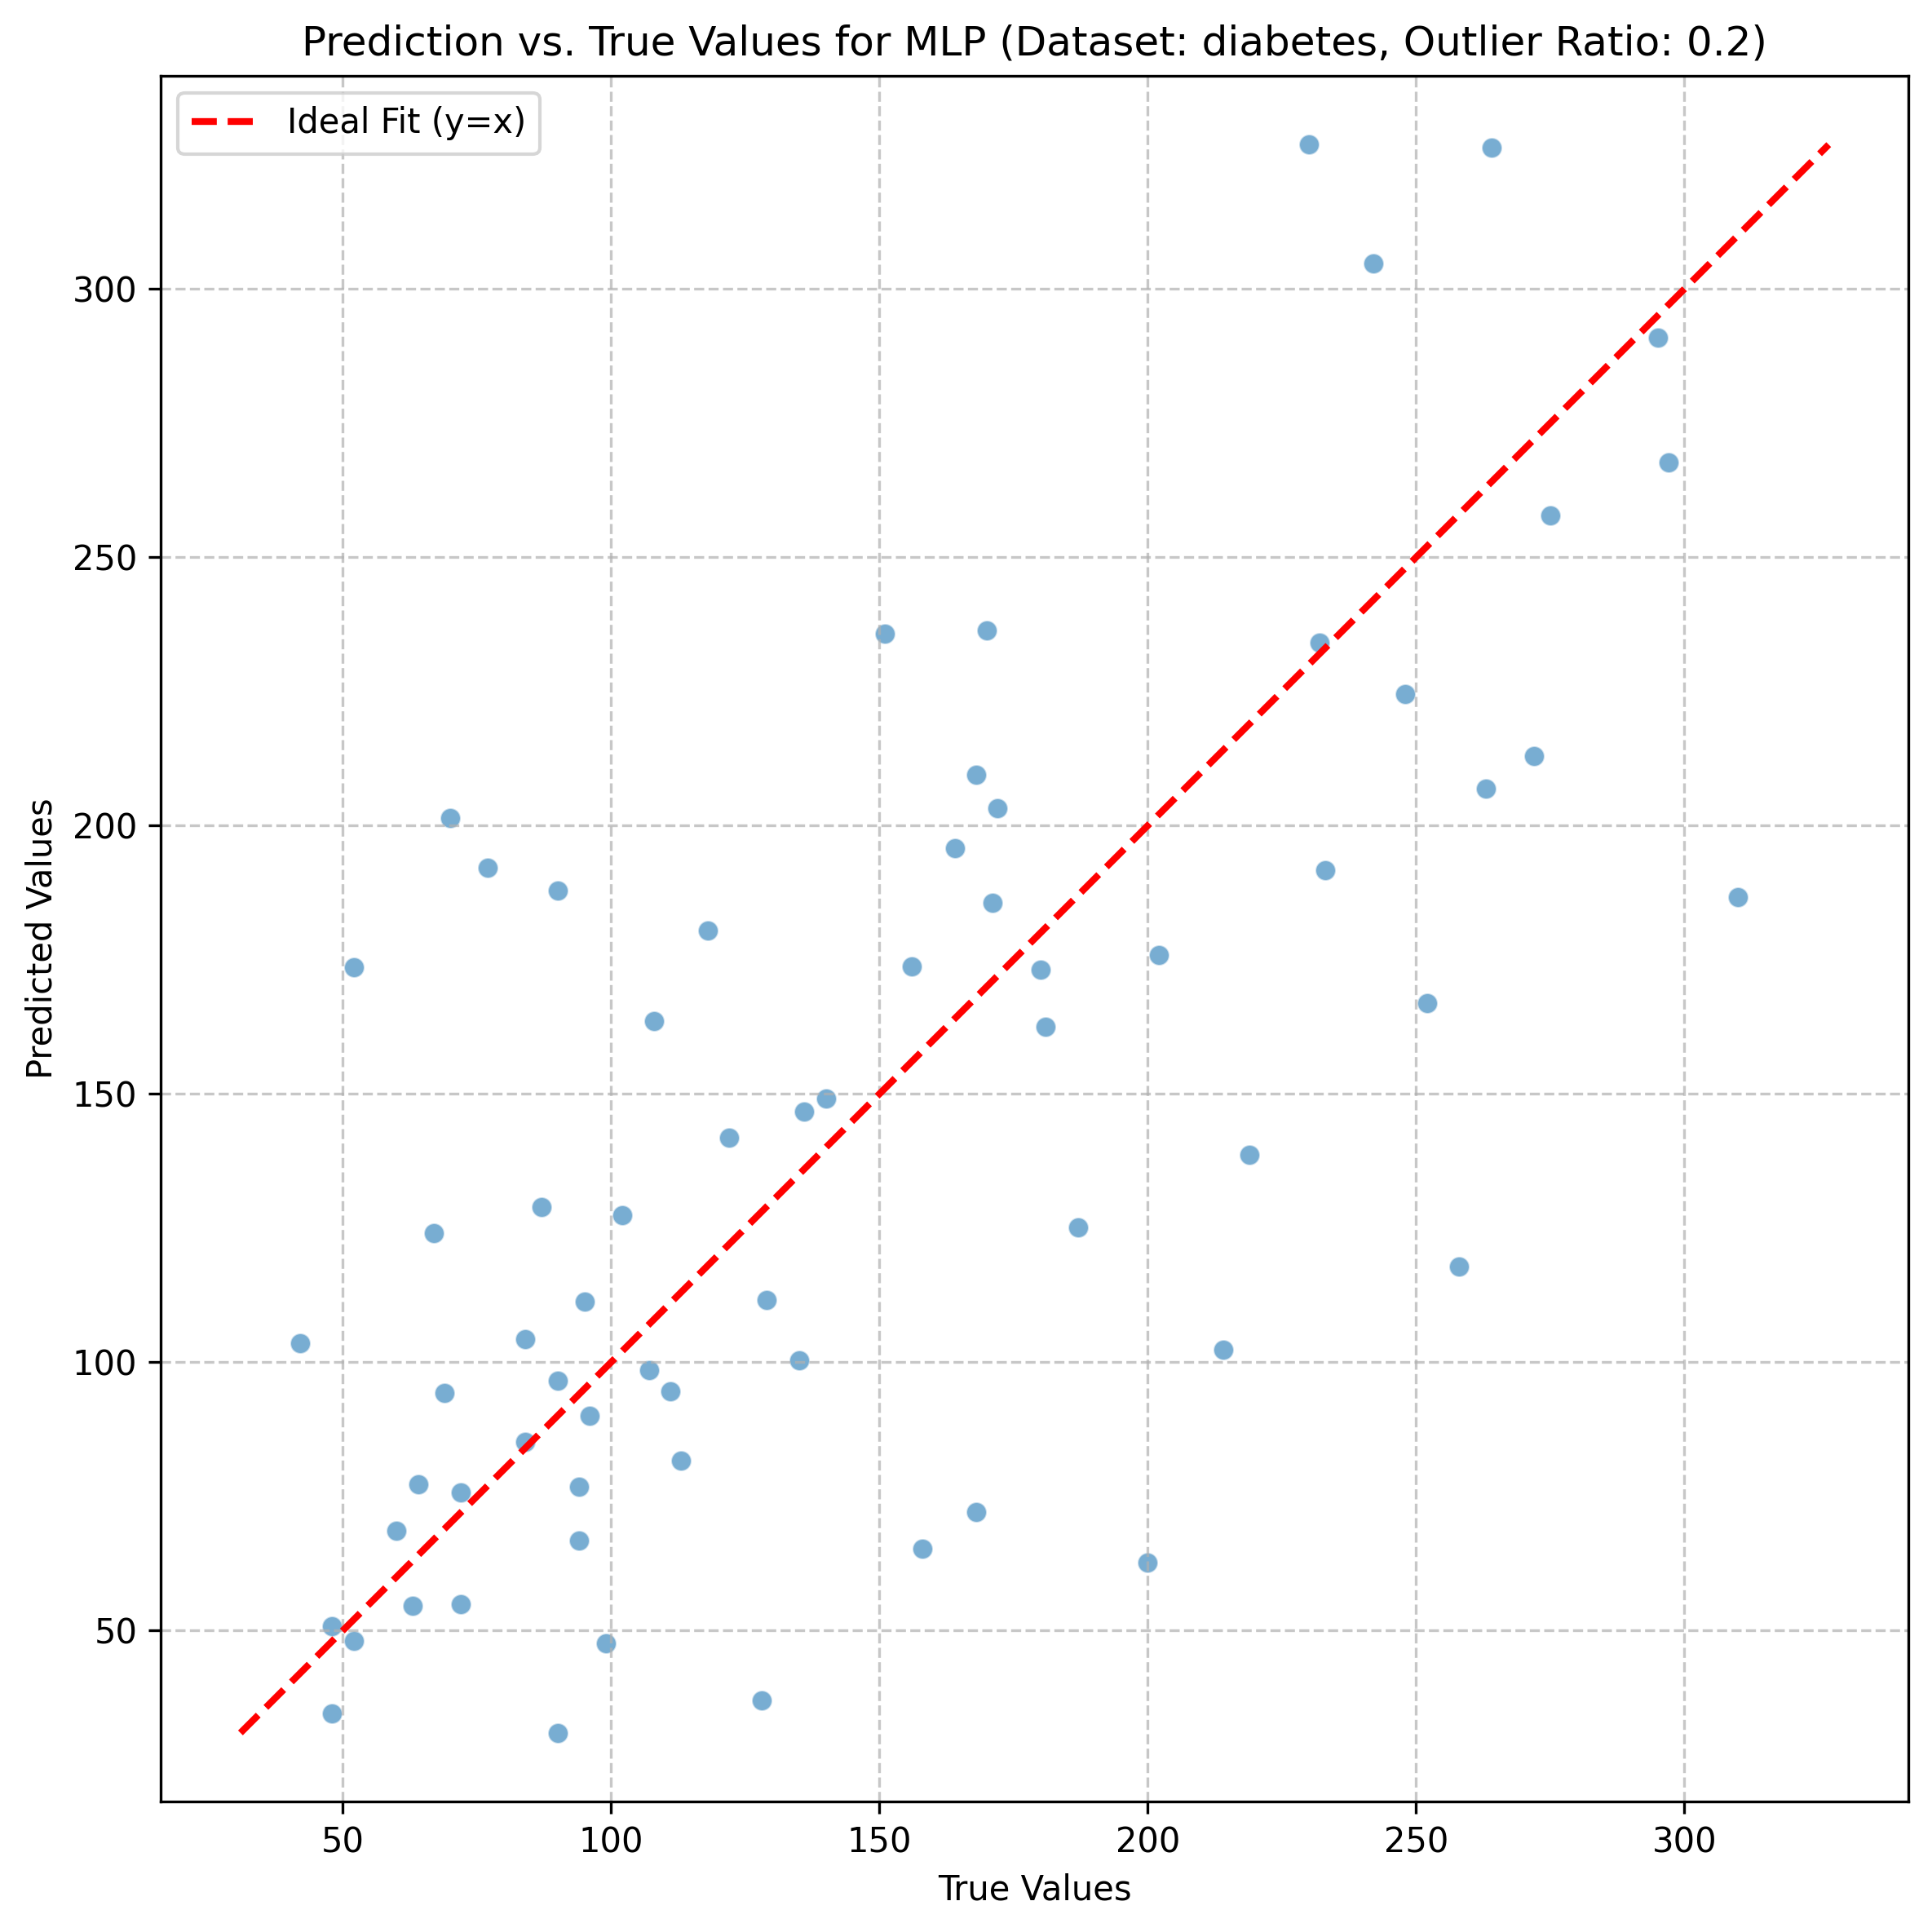 Prediction vs. True Values for MLP (Dataset: diabetes, Outlier Ratio: 0.2)
Ideal Fit (y=x)
300
250
200
150
100
50
Predicted Values
50 100 150 200 250 300
True Values